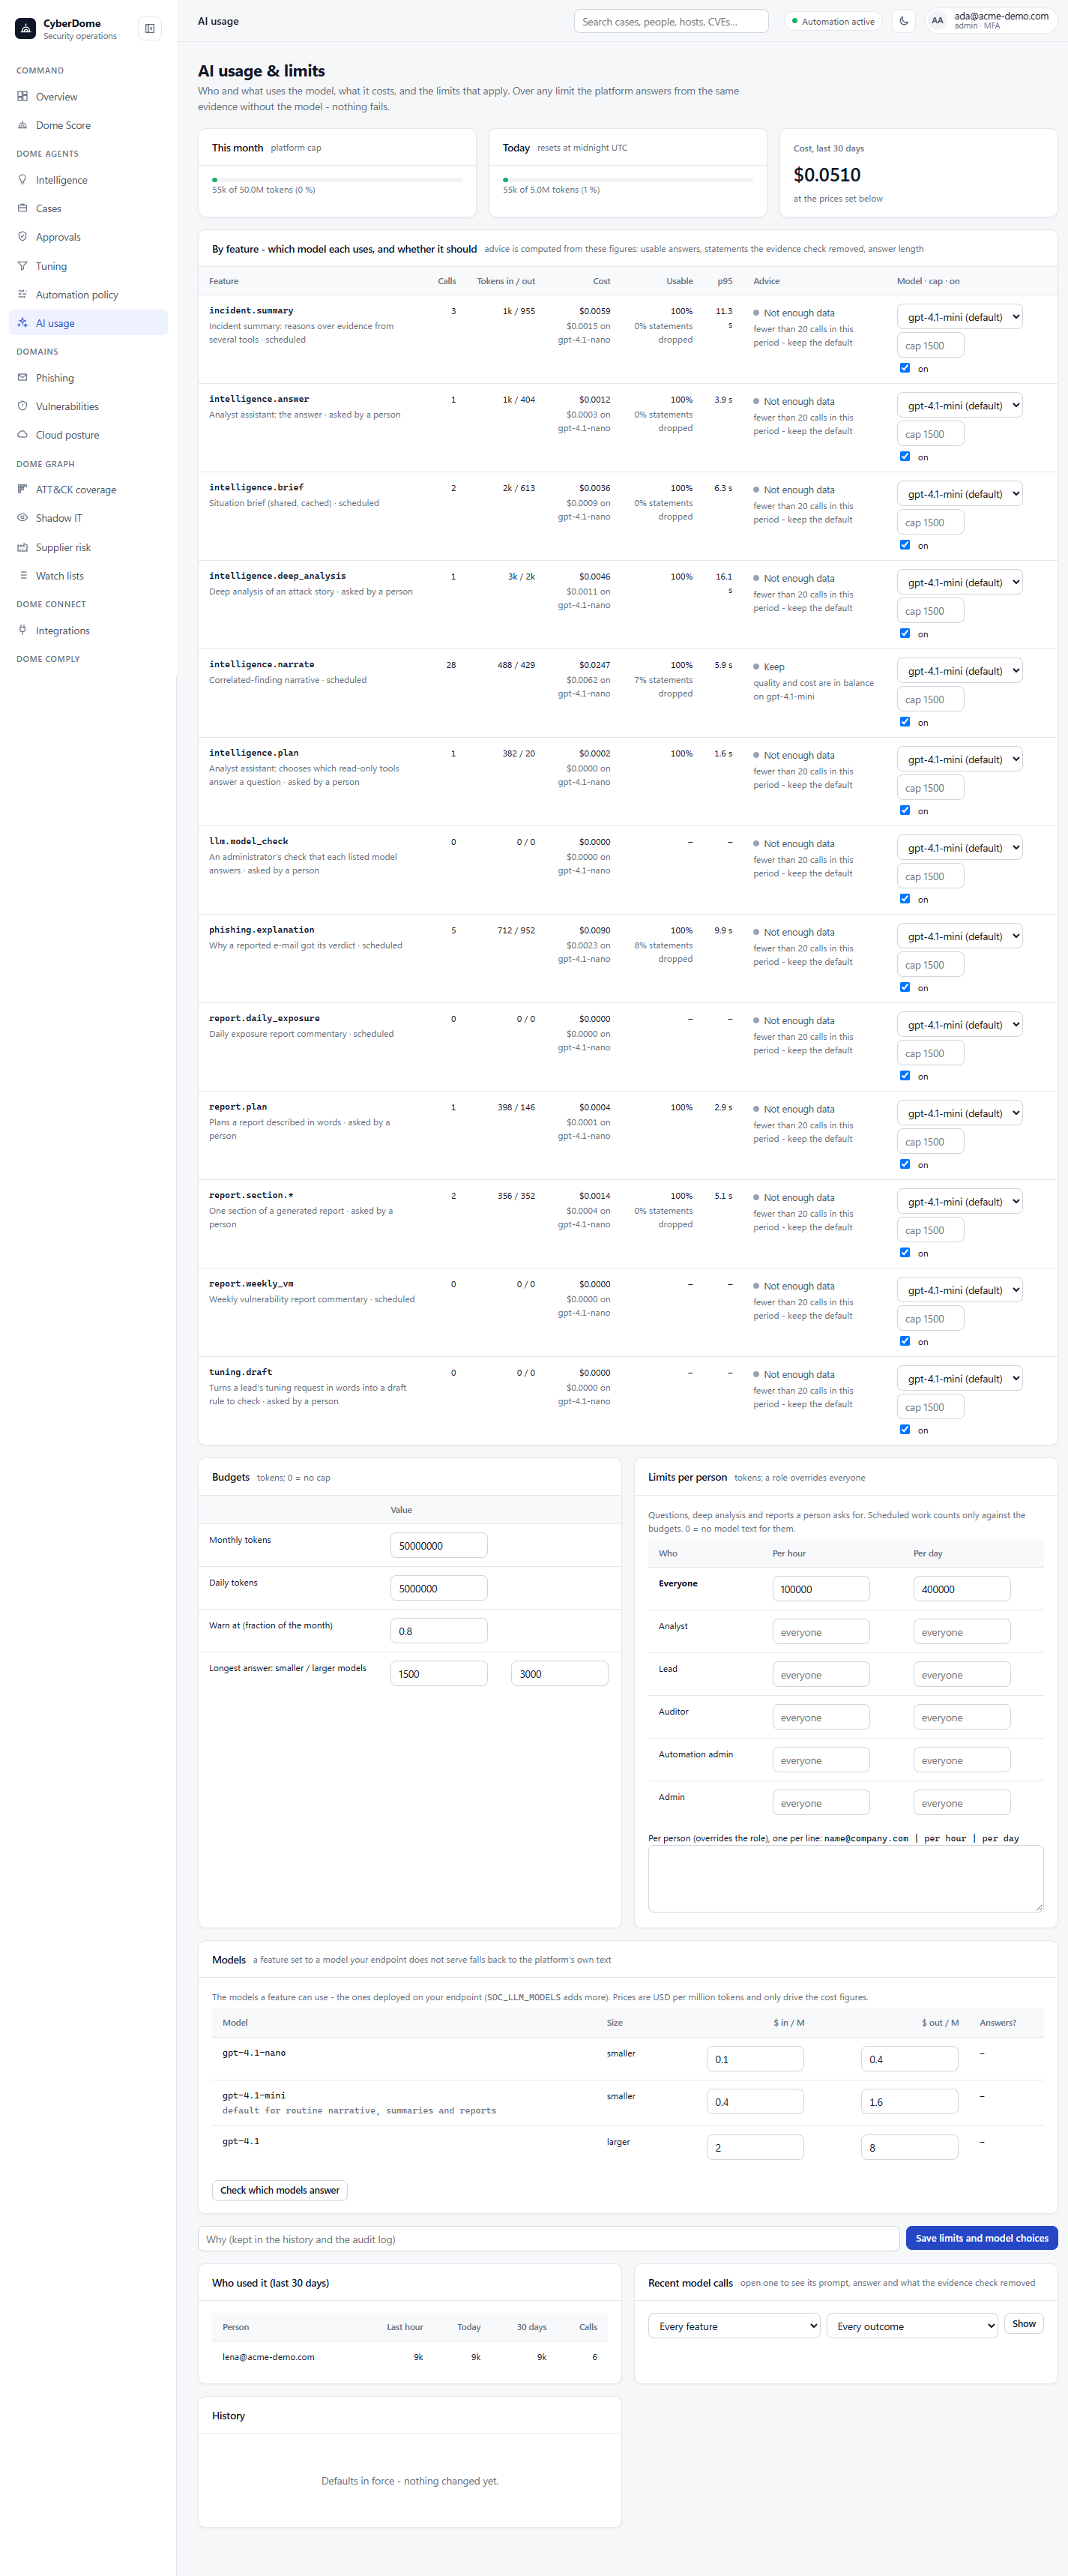 CyberDome
Security operations
COMMAND
Overview
Dome Score
DOME AGENTS
Intelligence
Cases
Approvals
Tuning
Automation policy
AI usage
DOMAINS
Phishing
Vulnerabilities
Cloud posture
DOME GRAPH
ATT&CK coverage
Shadow IT
Supplier risk
Watch lists
DOME CONNECT
Integrations
DOME COMPLY
AI usage
Search cases, people, hosts, CVEs...
Automation active
AA
ada@acme-demo.com
admin · MFA
AI usage & limits
Who and what uses the model, what it costs, and the limits that apply. Over any limit the platform answers from the same
evidence without the model - nothing fails.
This month platform cap
55k of 50.0M tokens (0 %)
Today resets at midnight UTC
55k of 5.0M tokens (1 %)
Cost, last 30 days
$0.0510
at the prices set below
By feature - which model each uses, and whether it should advice is computed from these figures: usable answers, statements the evidence check removed, answer length
Feature Calls Tokens in / out Cost Usable p95 Advice Model · cap · on
incident.summary 3 1k / 955 $0.0059 100% 11.3 s Not enough data gpt-4.1-mini (default)
Incident summary: reasons over evidence from $0.0015 on 0% statements fewer than 20 calls in this
several tools · scheduled gpt-4.1-nano dropped period - keep the default cap 1500
on
intelligence.answer 1 1k / 404 $0.0012 100% 3.9 s Not enough data gpt-4.1-mini (default)
Analyst assistant: the answer · asked by a person $0.0003 on 0% statements fewer than 20 calls in this
gpt-4.1-nano dropped period - keep the default cap 1500
on
intelligence.brief 2 2k / 613 $0.0036 100% 6.3 s Not enough data gpt-4.1-mini (default)
Situation brief (shared, cached) · scheduled $0.0009 on 0% statements fewer than 20 calls in this
gpt-4.1-nano dropped period - keep the default cap 1500
on
intelligence.deep_analysis 1 3k / 2k $0.0046 100% 16.1 s Not enough data gpt-4.1-mini (default)
Deep analysis of an attack story · asked by a person $0.0011 on fewer than 20 calls in this
gpt-4.1-nano period - keep the default cap 1500
on
intelligence.narrate 28 488 / 429 $0.0247 100% 5.9 s Keep gpt-4.1-mini (default)
Correlated-finding narrative · scheduled $0.0062 on 7% statements quality and cost are in balance
gpt-4.1-nano dropped on gpt-4.1-mini cap 1500
on
intelligence.plan 1 382 / 20 $0.0002 100% 1.6 s Not enough data gpt-4.1-mini (default)
Analyst assistant: chooses which read-only tools $0.0000 on fewer than 20 calls in this
answer a question · asked by a person gpt-4.1-nano period - keep the default cap 1500
on
llm.model_check 0 0 / 0 $0.0000 – – Not enough data gpt-4.1-mini (default)
An administrator's check that each listed model $0.0000 on fewer than 20 calls in this
answers · asked by a person gpt-4.1-nano period - keep the default cap 1500
on
phishing.explanation 5 712 / 952 $0.0090 100% 9.9 s Not enough data gpt-4.1-mini (default)
Why a reported e-mail got its verdict · scheduled $0.0023 on 8% statements fewer than 20 calls in this
gpt-4.1-nano dropped period - keep the default cap 1500
on
report.daily_exposure 0 0 / 0 $0.0000 – – Not enough data gpt-4.1-mini (default)
Daily exposure report commentary · scheduled $0.0000 on fewer than 20 calls in this
gpt-4.1-nano period - keep the default cap 1500
on
report.plan 1 398 / 146 $0.0004 100% 2.9 s Not enough data gpt-4.1-mini (default)
Plans a report described in words · asked by a $0.0001 on fewer than 20 calls in this
person gpt-4.1-nano period - keep the default cap 1500
on
report.section.* 2 356 / 352 $0.0014 100% 5.1 s Not enough data gpt-4.1-mini (default)
One section of a generated report · asked by a $0.0004 on 0% statements fewer than 20 calls in this
person gpt-4.1-nano dropped period - keep the default cap 1500
on
report.weekly_vm 0 0 / 0 $0.0000 – – Not enough data gpt-4.1-mini (default)
Weekly vulnerability report commentary · scheduled $0.0000 on fewer than 20 calls in this
gpt-4.1-nano period - keep the default cap 1500
on
tuning.draft 0 0 / 0 $0.0000 – – Not enough data gpt-4.1-mini (default)
Turns a lead's tuning request in words into a draft $0.0000 on fewer than 20 calls in this
rule to check · asked by a person gpt-4.1-nano period - keep the default cap 1500
on
Budgets tokens; 0 = no cap
Value
Monthly tokens 50000000
Daily tokens 5000000
Warn at (fraction of the month) 0.8
Longest answer: smaller / larger models 1500 3000
Limits per person tokens; a role overrides everyone
Questions, deep analysis and reports a person asks for. Scheduled work counts only against the
budgets. 0 = no model text for them.
Who Per hour Per day
Everyone 100000 400000
Analyst everyone everyone
Lead everyone everyone
Auditor everyone everyone
Automation admin everyone everyone
Admin everyone everyone
Per person (overrides the role), one per line: name@company.com | per hour | per day
Models a feature set to a model your endpoint does not serve falls back to the platform's own text
The models a feature can use - the ones deployed on your endpoint (SOC_LLM_MODELS adds more). Prices are USD per million tokens and only drive the cost figures.
Model Size $ in / M $ out / M Answers?
gpt-4.1-nano smaller 0.1 0.4 –
gpt-4.1-mini smaller 0.4 1.6 –
default for routine narrative, summaries and reports
gpt-4.1 larger 2 8 –
Check which models answer
Why (kept in the history and the audit log)
Save limits and model choices
Who used it (last 30 days)
Person Last hour Today 30 days Calls
lena@acme-demo.com 9k 9k 9k 6
Recent model calls open one to see its prompt, answer and what the evidence check removed
Every feature Every outcome Show
History
Defaults in force - nothing changed yet.